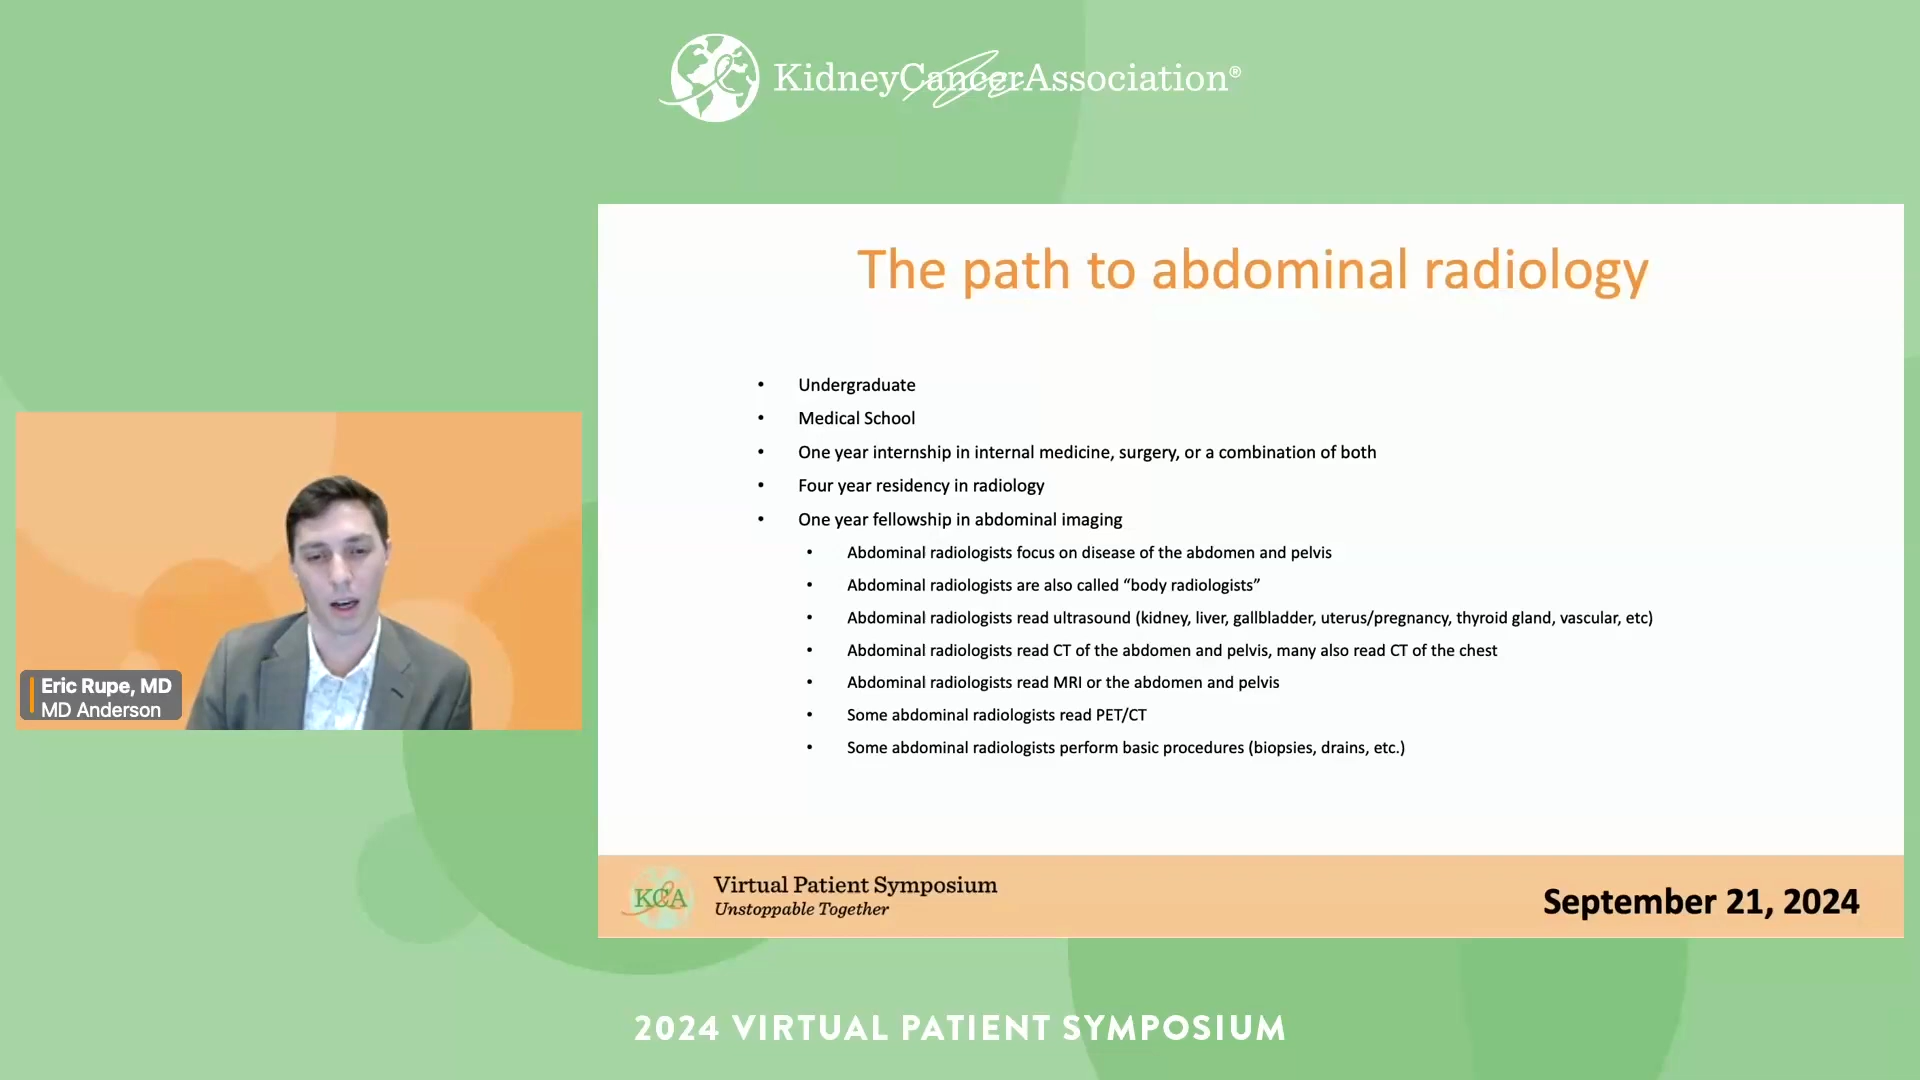 KidneyCancerAssociation®
The path to abdominal radiology
• Undergraduate
• Medical School
• One year internship in internal medicine, surgery, or a combination of both
• Four year residency in radiology
• One year fellowship in abdominal imaging
• Abdominal radiologists focus on disease of the abdomen and pelvis
• Abdominal radiologists are also called “body radiologists”
• Abdominal radiologists read ultrasound (kidney, liver, gallbladder, uterus/pregnancy, thyroid gland, vascular, etc)
• Abdominal radiologists read CT of the abdomen and pelvis, many also read CT of the chest
• Abdominal radiologists read MRI or the abdomen and pelvis
• Some abdominal radiologists read PET/CT
• Some abdominal radiologists perform basic procedures (biopsies, drains, etc.)
Eric Rupe, MD
MD Anderson
KCA
Virtual Patient Symposium
Unstoppable Together
September 21, 2024
2024 VIRTUAL PATIENT SYMPOSIUM